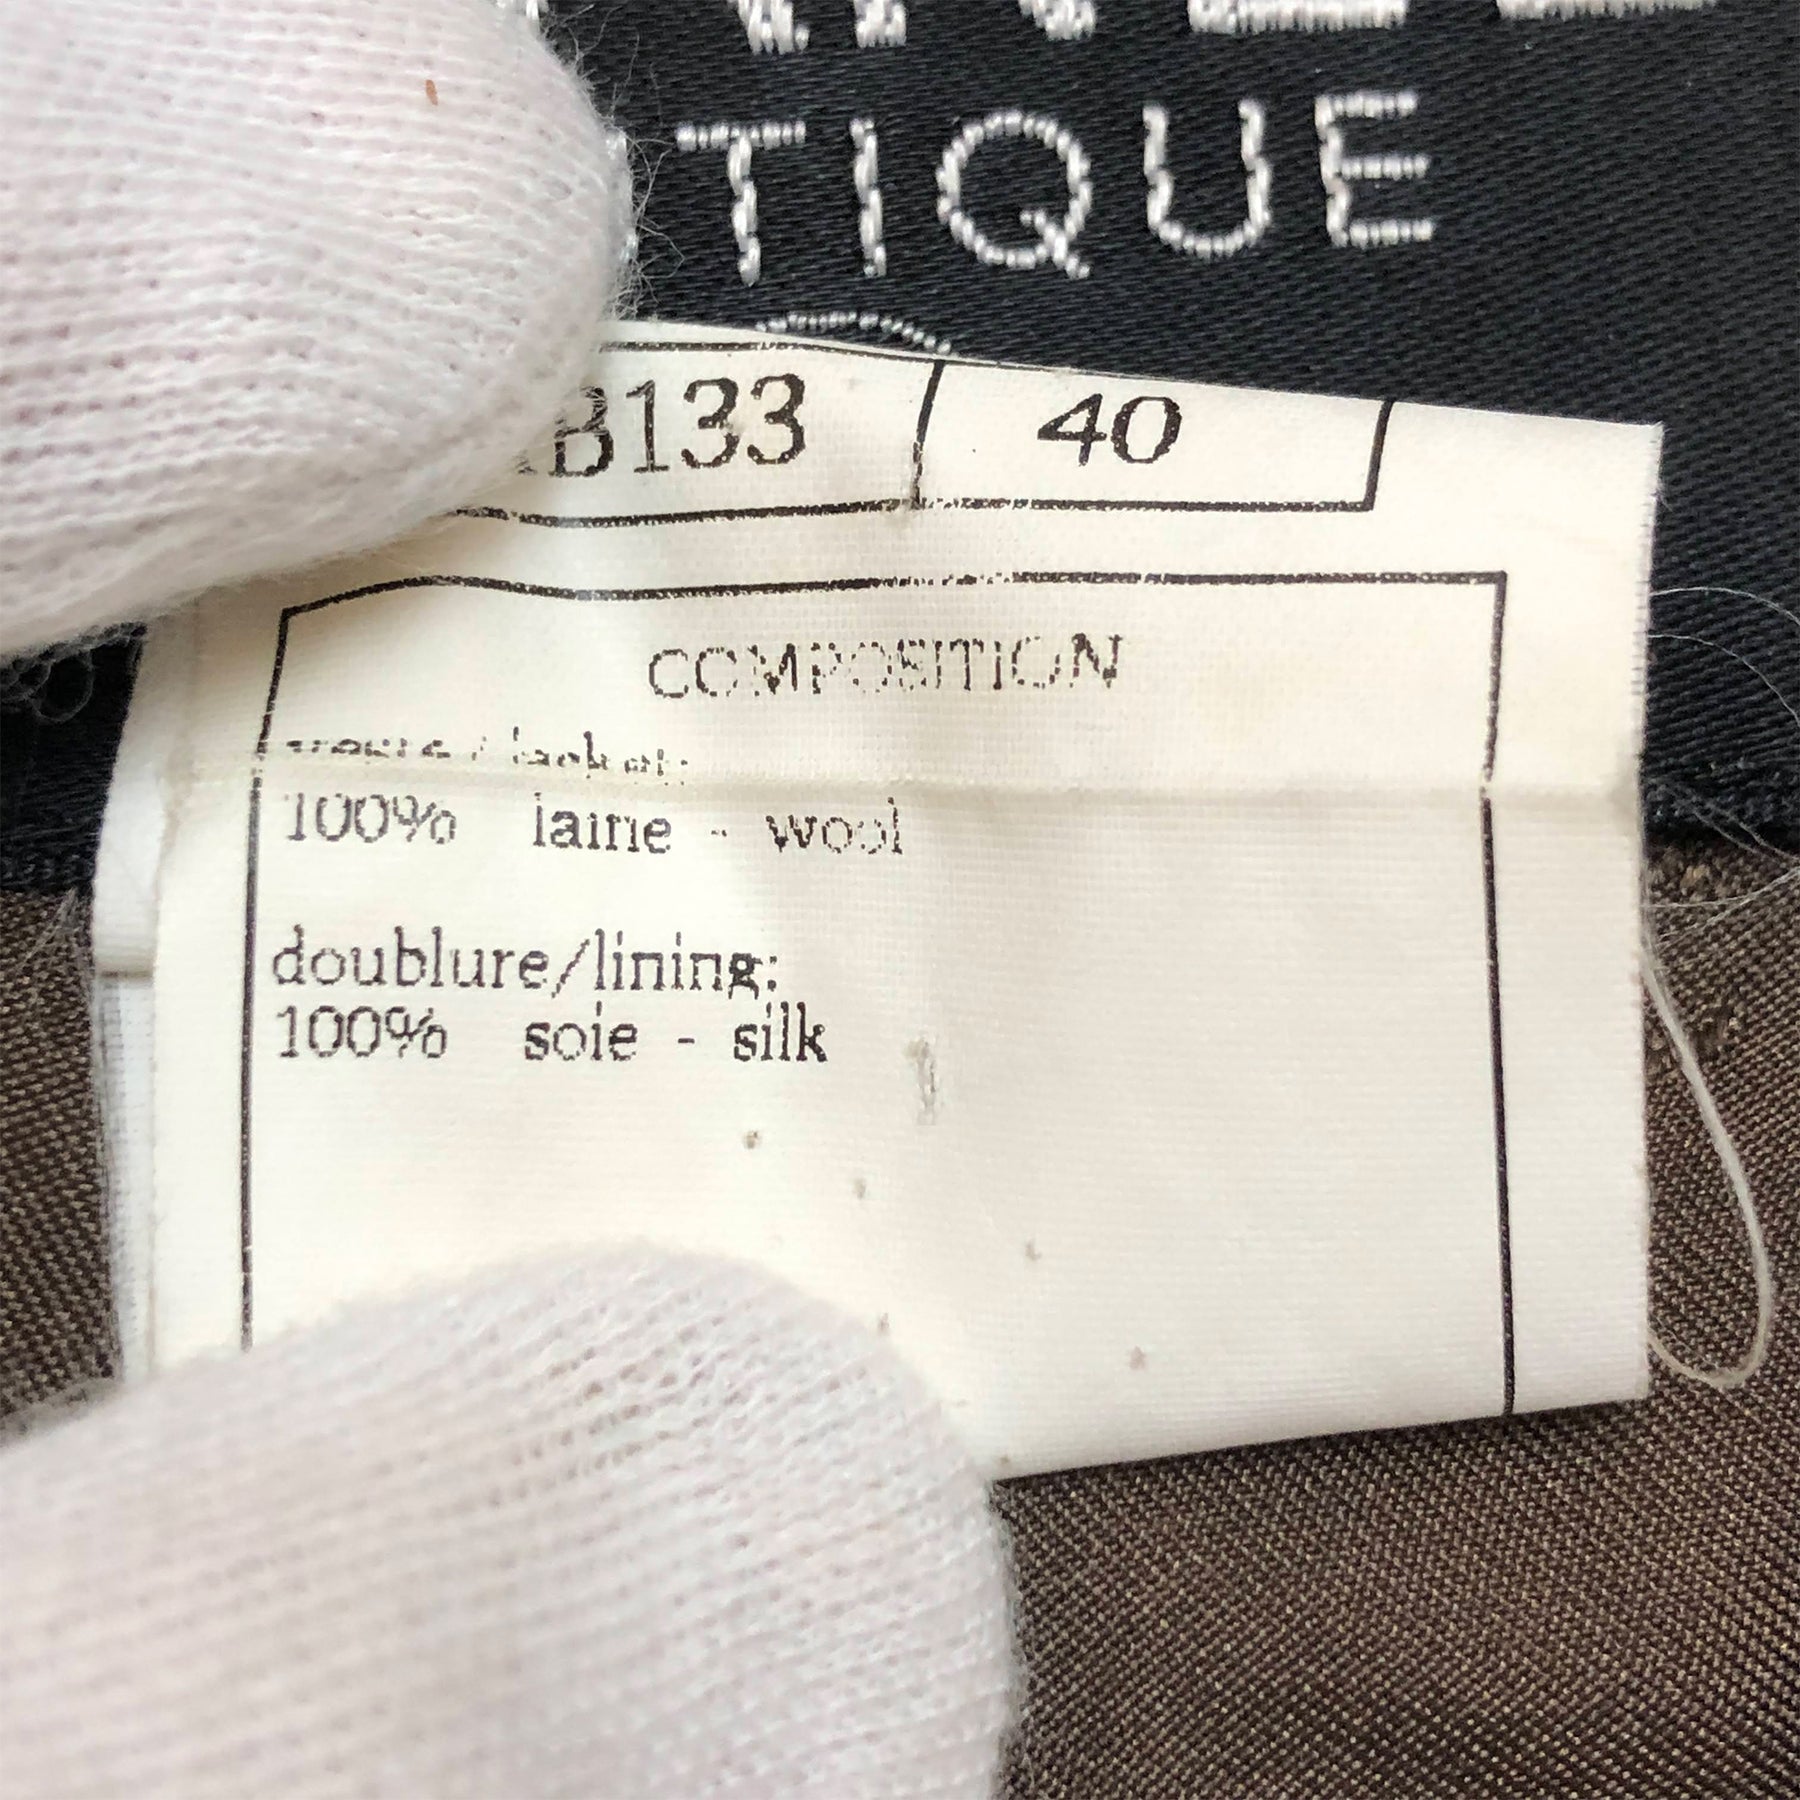 TIQUE
B133 40
COMPOSITION
100% laine - wool
doublure/lining:
100% soie - silk